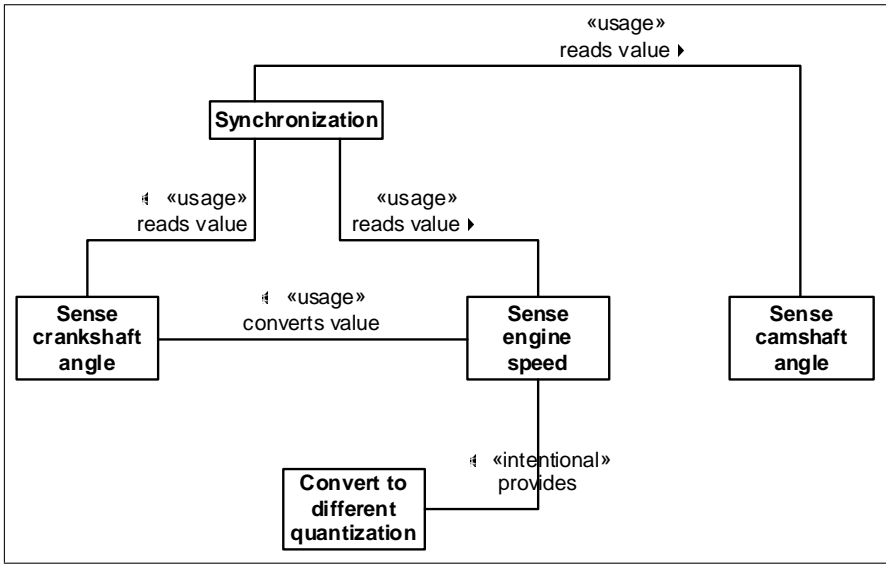 «usage»
reads value
Synchronization
«usage»
reads value
«usage»
reads value
Sense
crankshaft
angle
«usage»
converts value
Sense
engine
speed
Sense
camshaft
angle
«intentional»
provides
Convert to
different
quantization